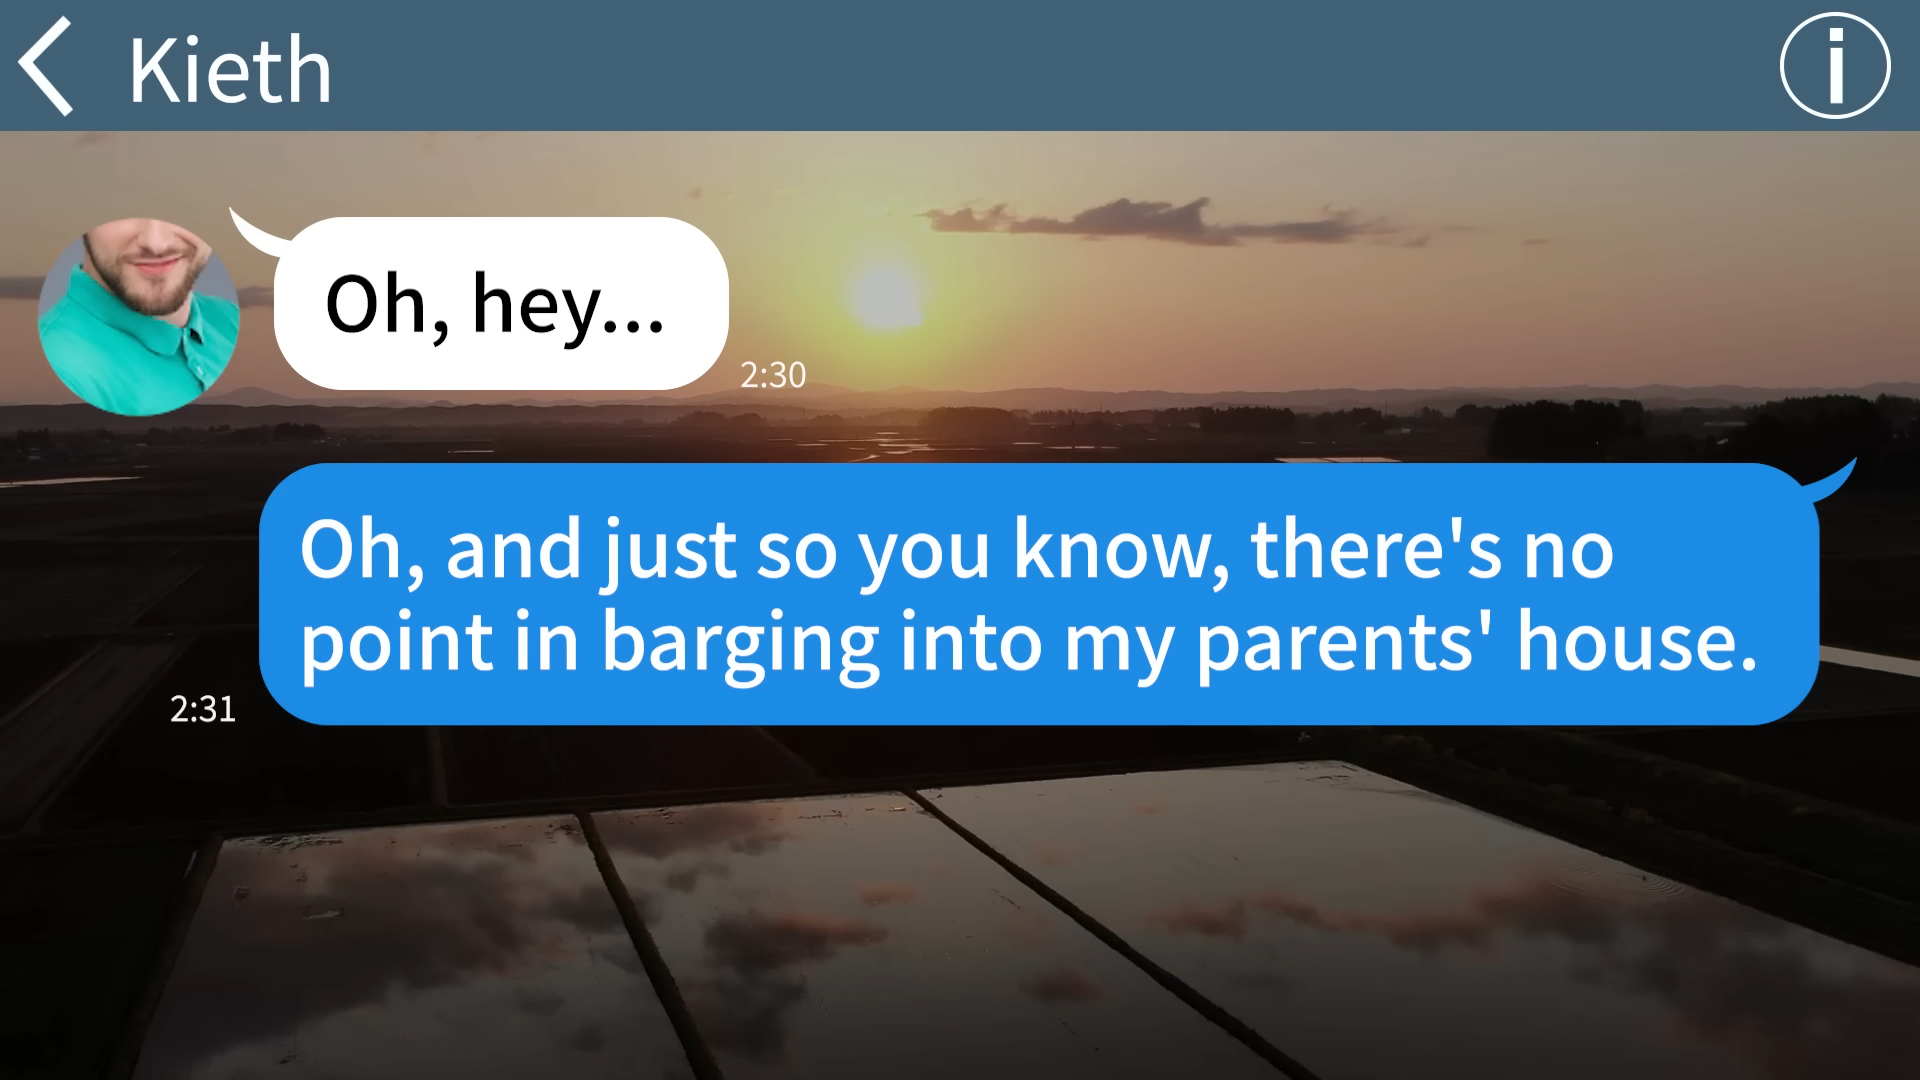 Kieth
Oh, hey...
2:30
Oh, and just so you know, there's no
point in barging into my parents' house.
2:31